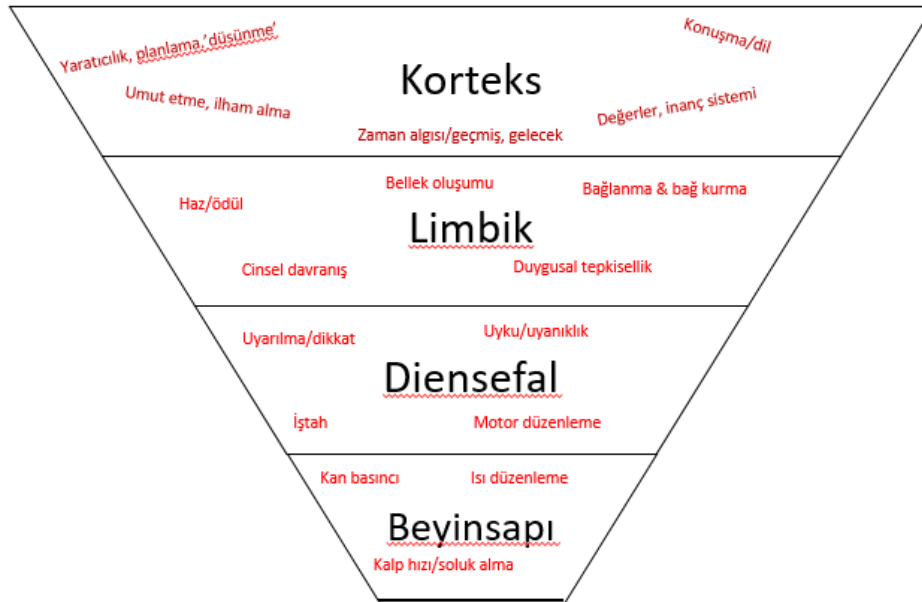 Yaratıcılık, planlama,'düşünme'
Konuşma/dil
Korteks
Umut etme, ilham alma
Değerler, inanç sistemi
Zaman algısı/geçmiş, gelecek
Bellek oluşumu
Bağlanma & bağ kurma
Haz/ödül
Limbik
Cinsel davranış
Duygusal tepkisellik
Uyarılma/dikkat
Uyku/uyanıklık
Diensefal
İştah
Motor düzenleme
Kan basıncı
Isı düzenleme
Beyinsapı
Kalp hızı/soluk alma